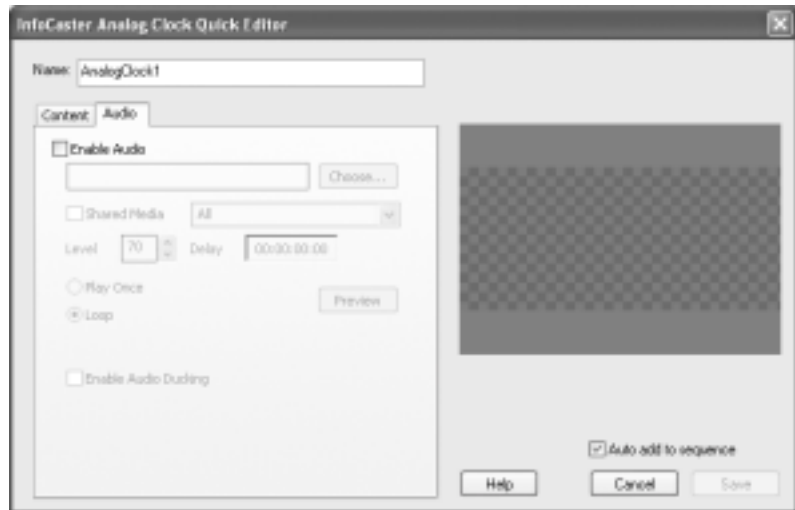 InfoCaster Analog Clock Quick Editor
Name: AnalogClock1
Content Audio
Enable Audio
Choose...
Shared Media All
Level 70 Delay 00:00:00:00
Play Once
Preview
Loop
Enable Audio Ducking
Auto add to sequence
Help Cancel Save